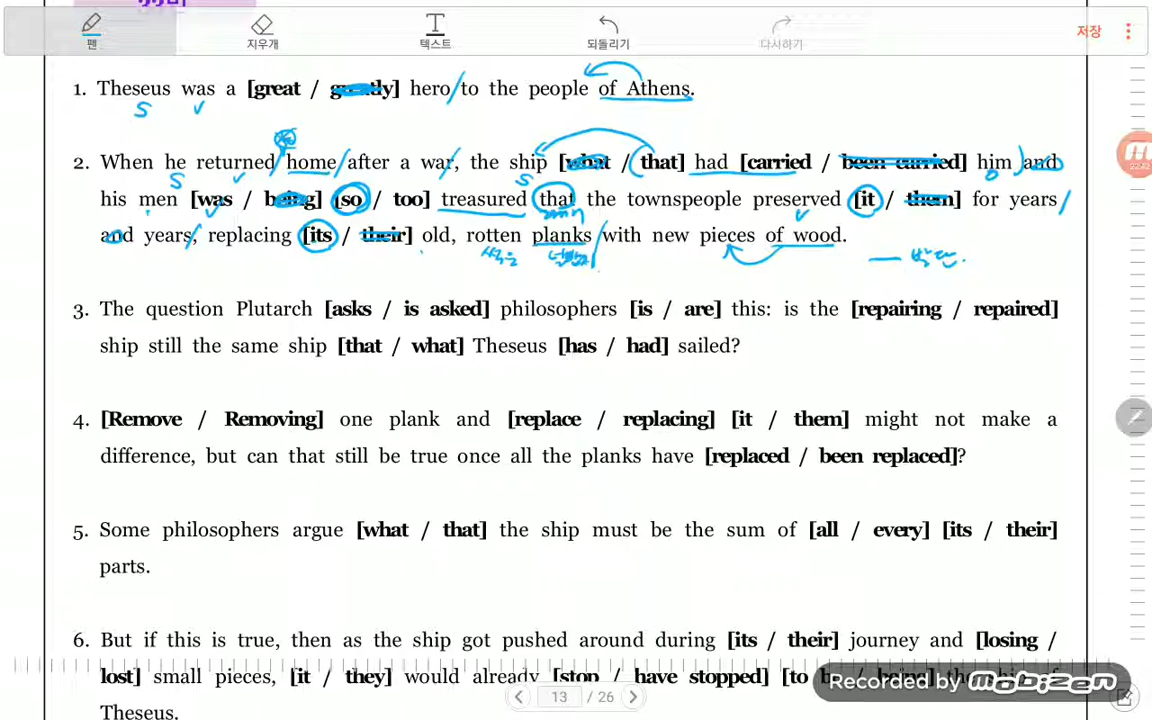 펜
지우개
텍스트
되돌리기
다시하기
저장
1. Theseus was a [great / greatly] hero to the people of Athens.
S v
2. When he returned home after a war, the ship [what / that] had [carried / been carried] him and
S v S o
his men [was / being] [so / too] treasured that the townspeople preserved [it / them] for years
and years, replacing [its / their] old, rotten planks with new pieces of wood.
썩은 널빤지
3. The question Plutarch [asks / is asked] philosophers [is / are] this: is the [repairing / repaired]
ship still the same ship [that / what] Theseus [has / had] sailed?
4. [Remove / Removing] one plank and [replace / replacing] [it / them] might not make a
difference, but can that still be true once all the planks have [replaced / been replaced]?
5. Some philosophers argue [what / that] the ship must be the sum of [all / every] [its / their]
parts.
6. But if this is true, then as the ship got pushed around during [its / their] journey and [losing /
lost] small pieces, [it / they] would already [stop / have stopped] [to
Theseus.
13 / 26
Recorded by mobizen